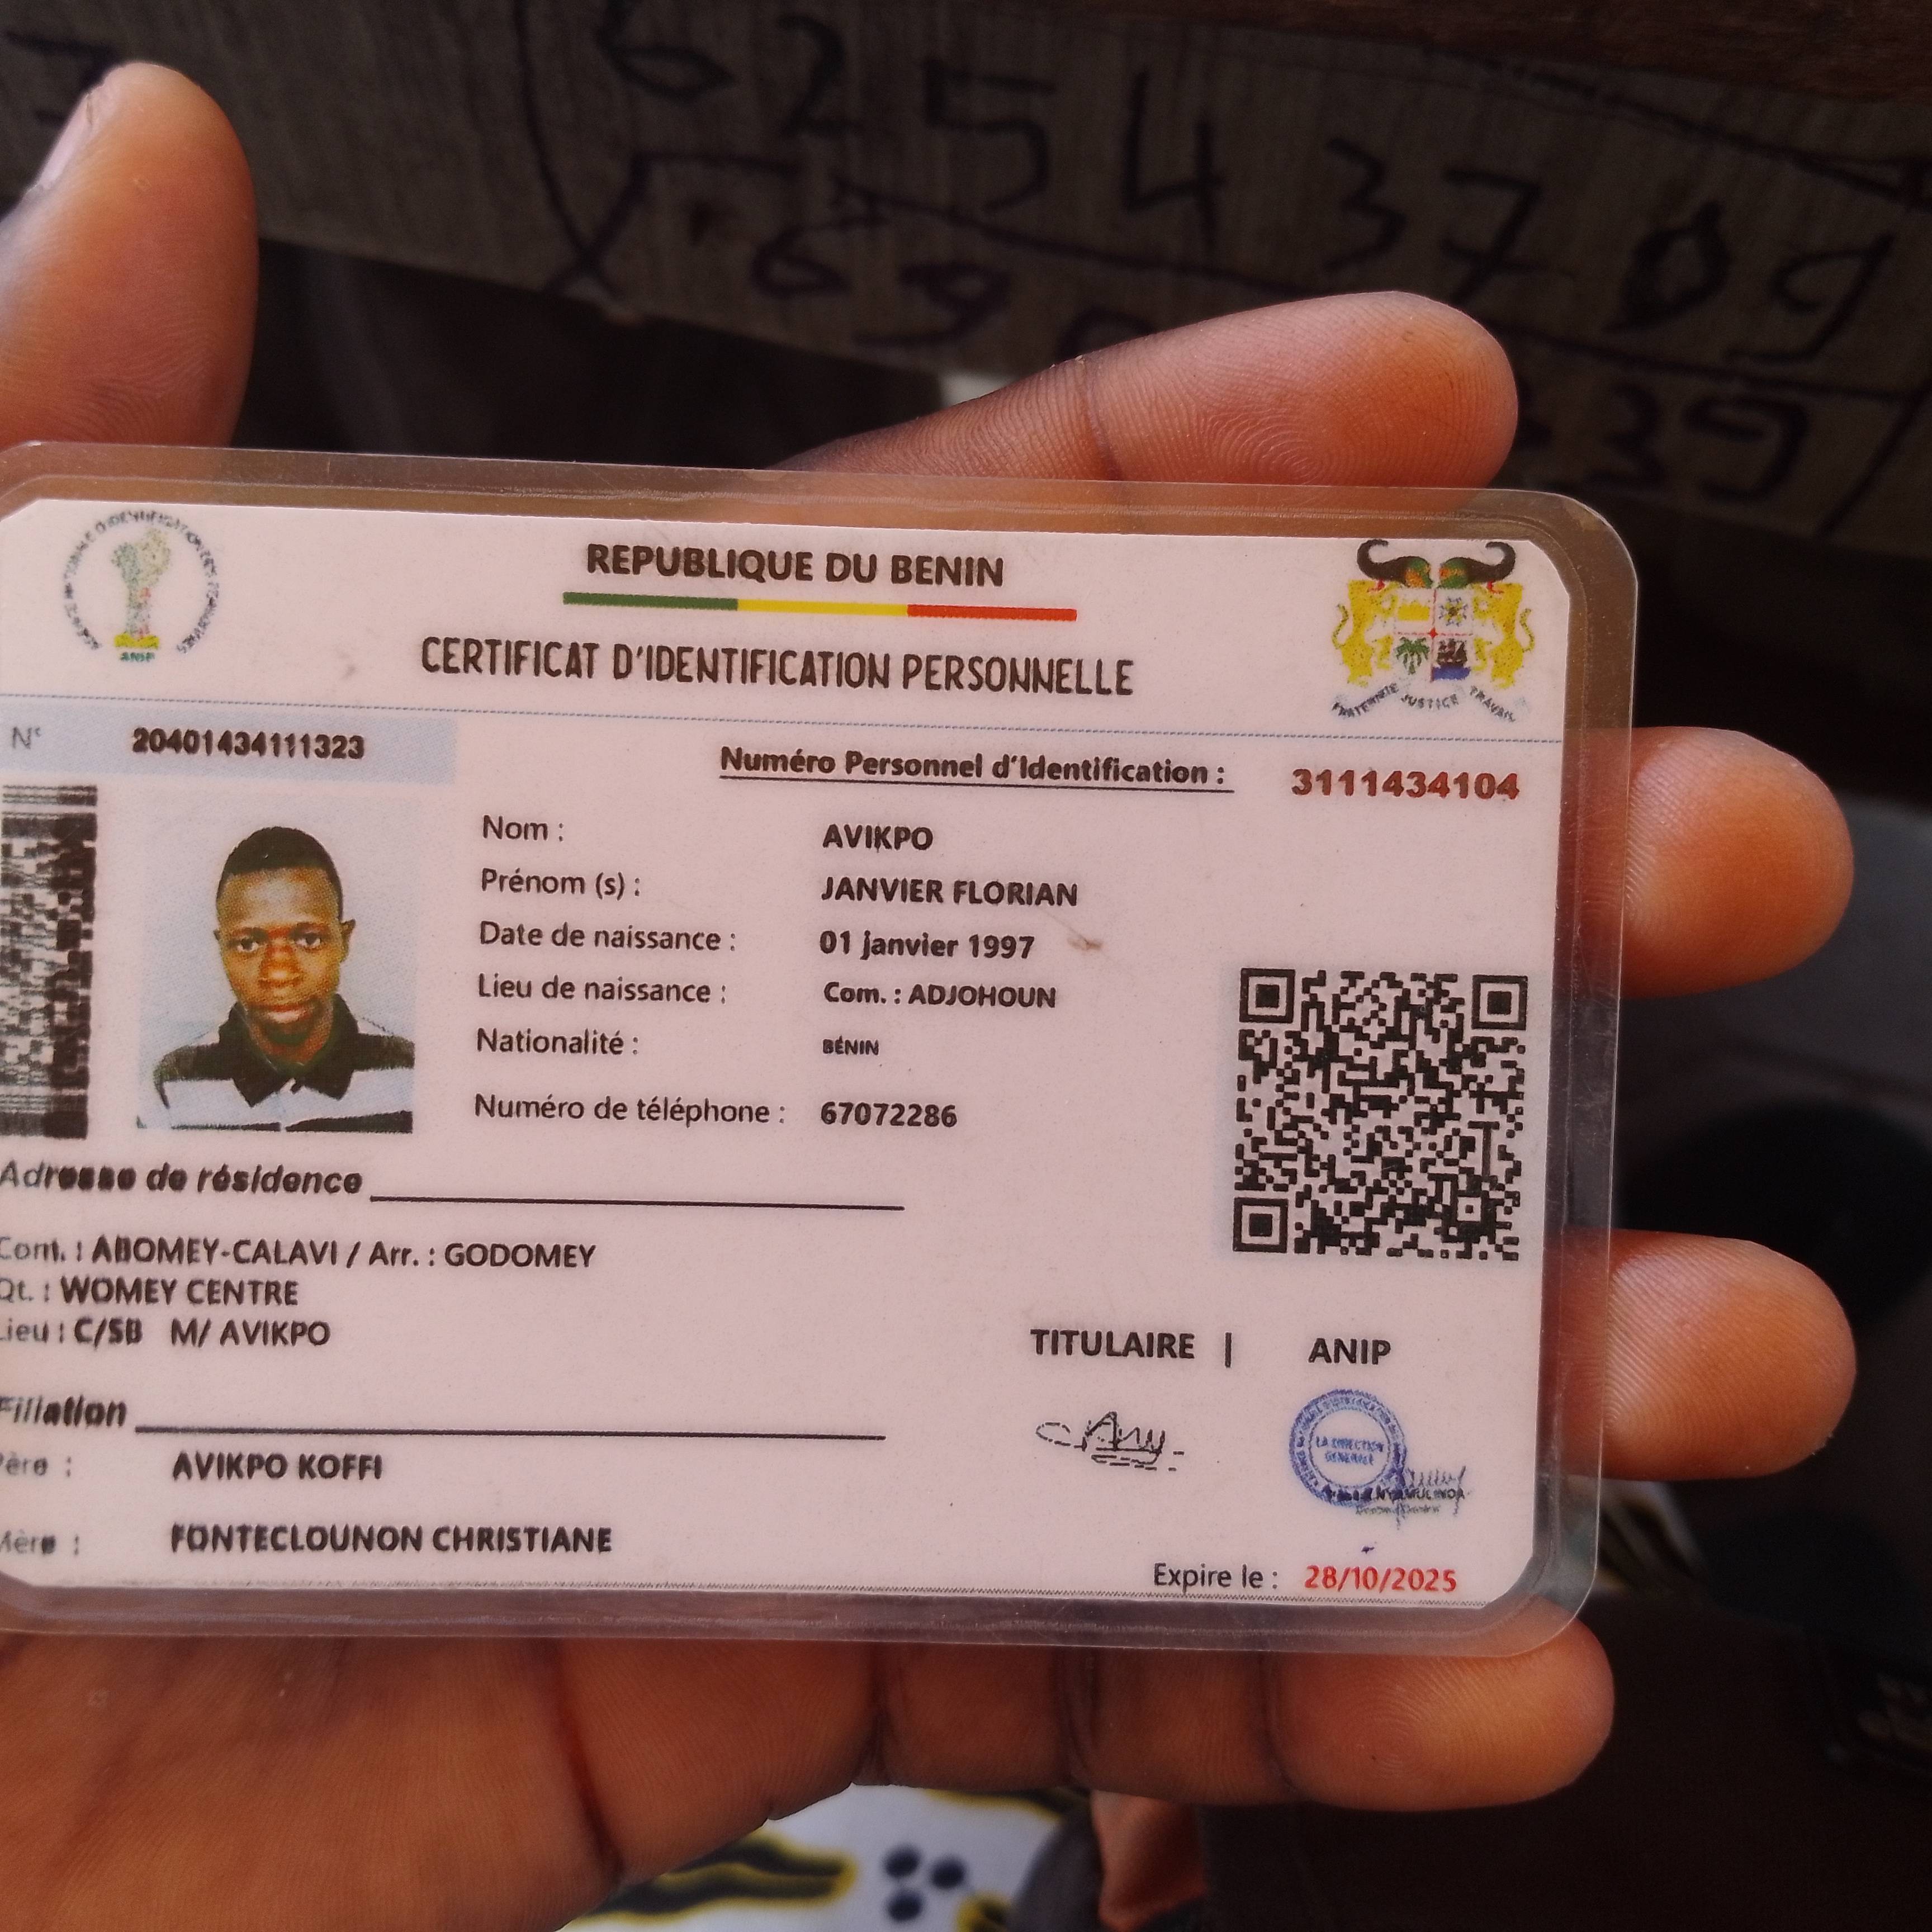 62543709
REPUBLIQUE DU BENIN
CERTIFICAT D'IDENTIFICATION PERSONNELLE
ANIP
FRATERNITE JUSTICE TRAVAIL
N° 20401434111323
Numéro Personnel d'Identification : 3111434104
Nom : AVIKPO
Prénom (s) : JANVIER FLORIAN
Date de naissance : 01 janvier 1997
Lieu de naissance : Com. : ADJOHOUN
Nationalité : BÉNIN
Numéro de téléphone : 67072286
Adresse de résidence
Com. : ABOMEY-CALAVI / Arr. : GODOMEY
Qt. : WOMEY CENTRE
Lieu : C/SB M/ AVIKPO
TITULAIRE | ANIP
Filiation
LA DIRECTION
GENERALE
Père : AVIKPO KOFFI
Mère : FONTECLOUNON CHRISTIANE
Expire le : 28/10/2025